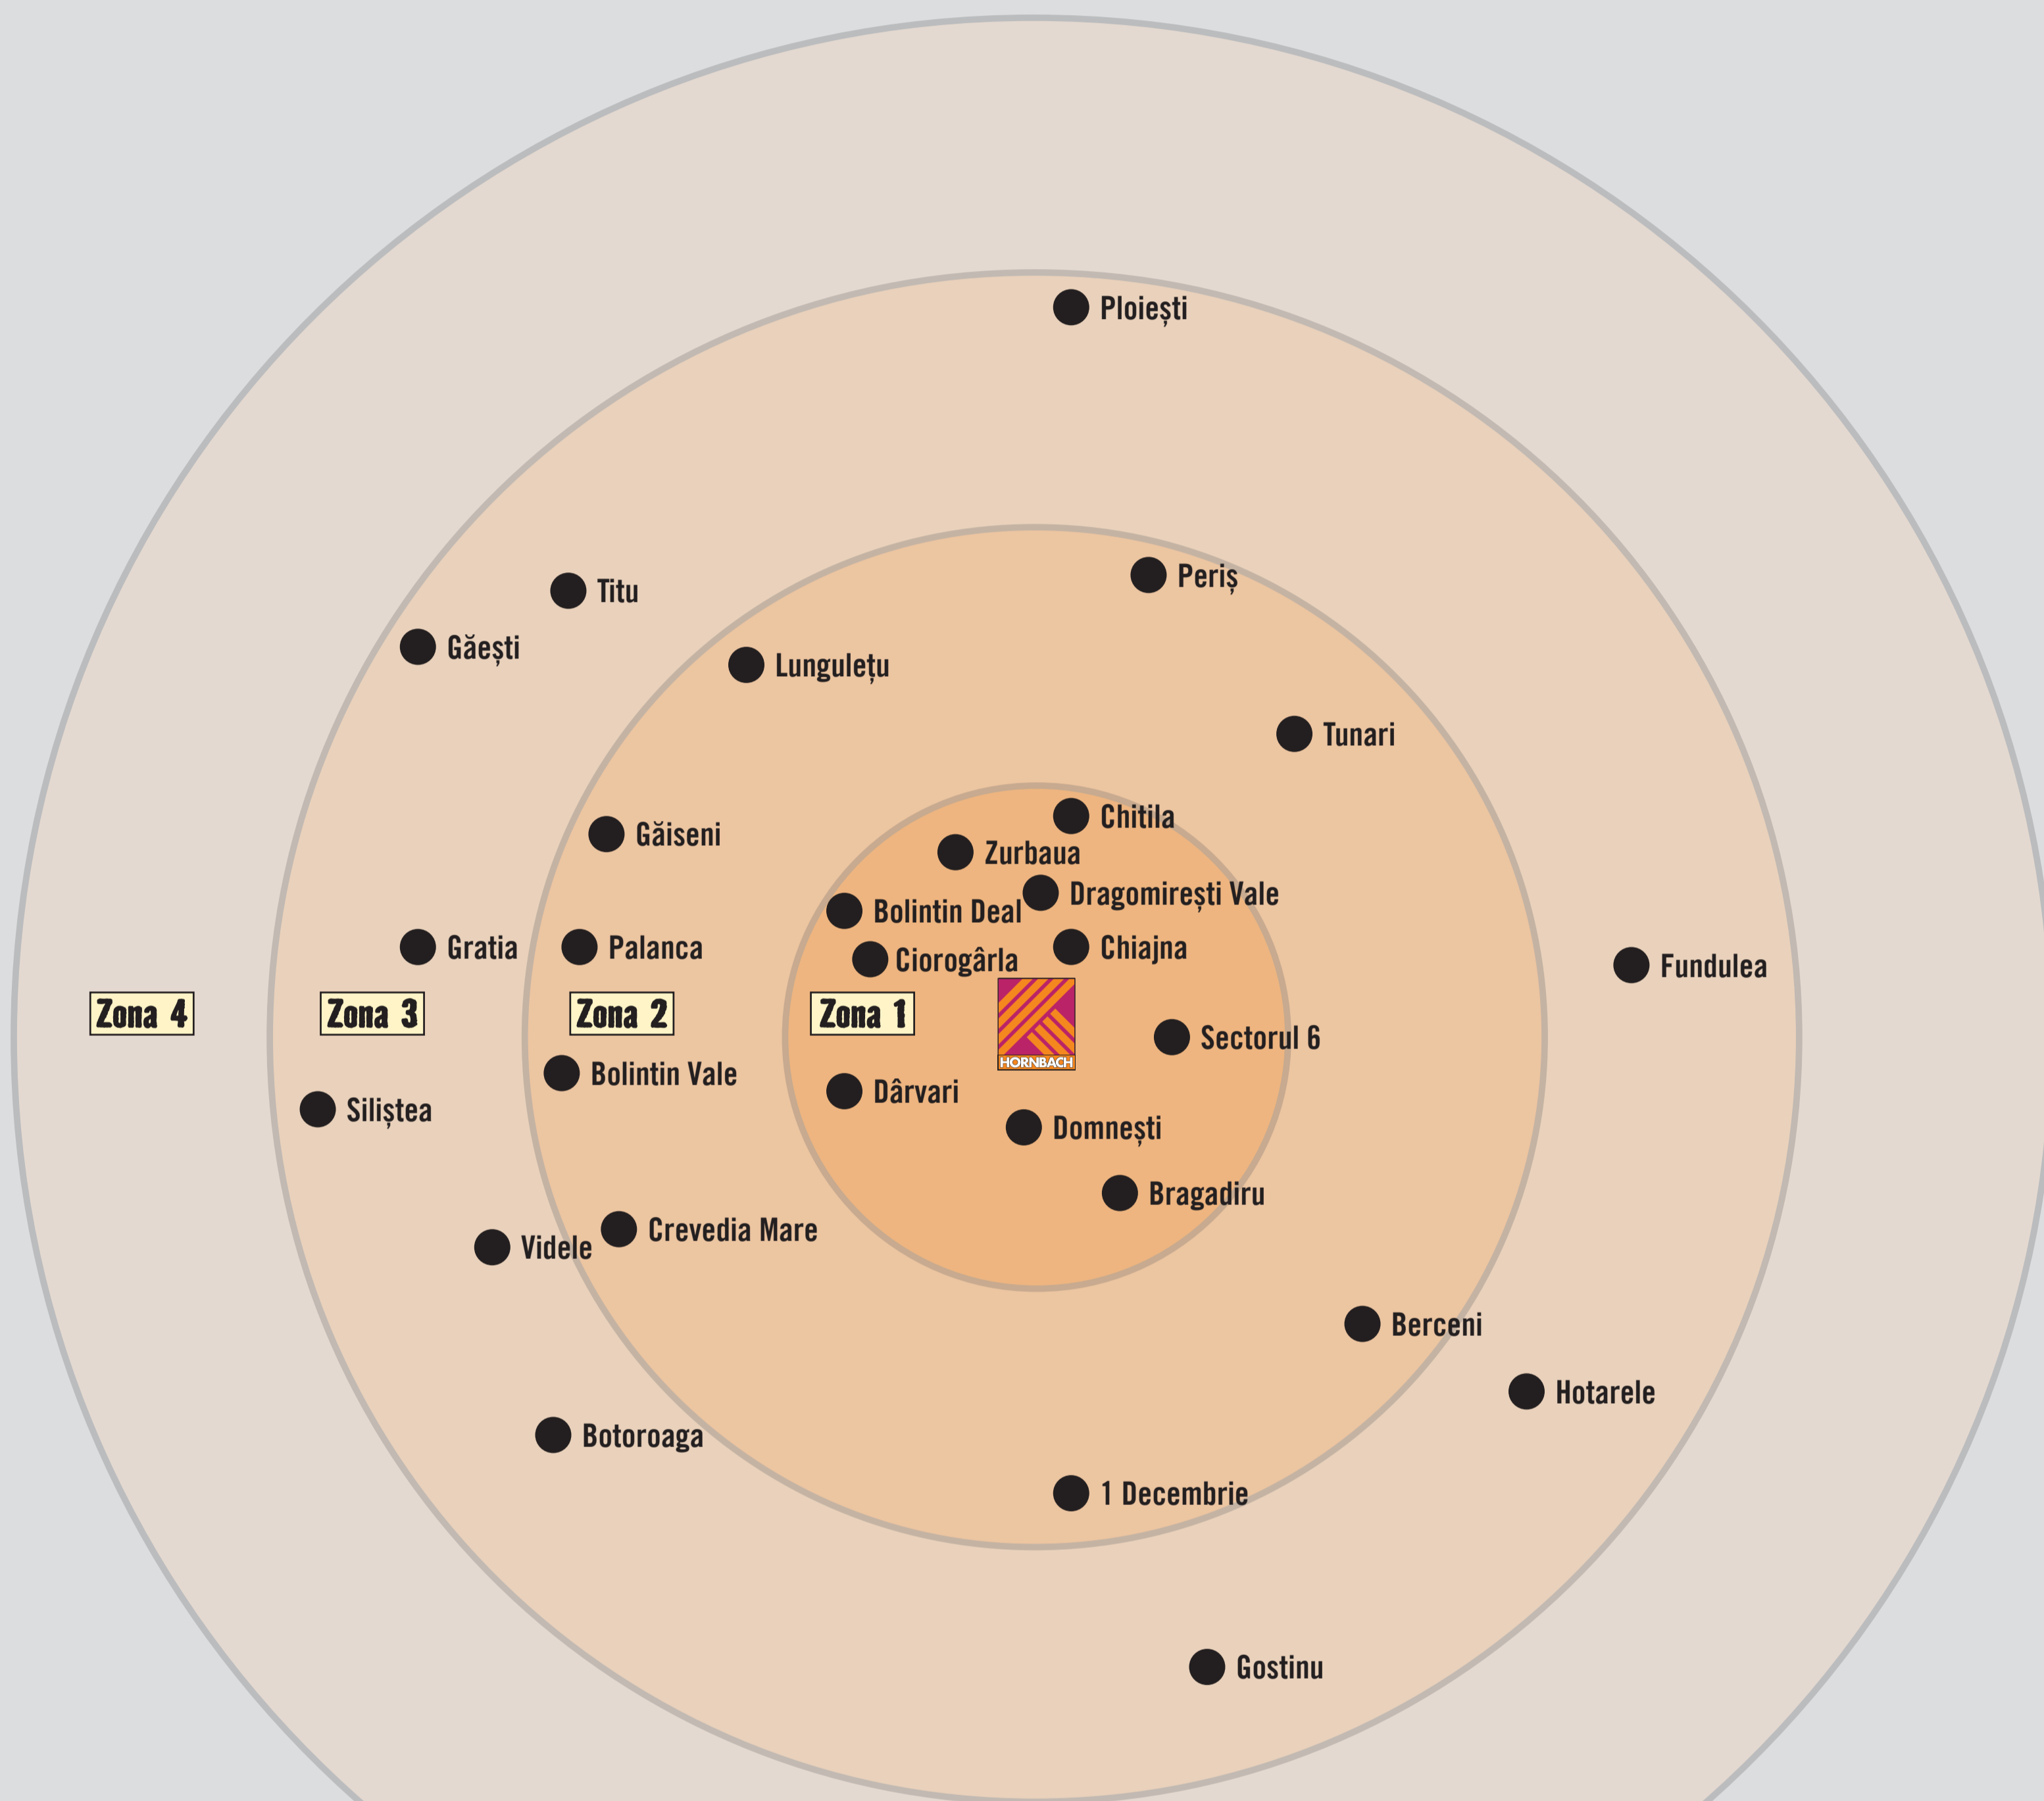 Ploiești
Periș
Titu
Găești
Lungulețu
Tunari
Chitila
Găiseni
Zurbaua
Dragomirești Vale
Bolintin Deal
Gratia
Palanca
Chiajna
Ciorogârla
Fundulea
Zona 4
Zona 3
Zona 2
Zona 1
Sectorul 6
HORNBACH
Bolintin Vale
Dârvari
Siliștea
Domnești
Bragadiru
Crevedia Mare
Videle
Berceni
Hotarele
Botoroaga
1 Decembrie
Gostinu